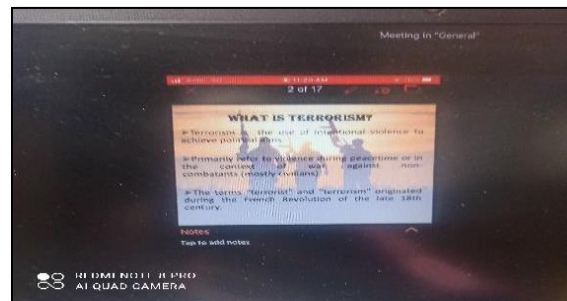 Meeting in "General"
11:20 AM
2 of 17
WHAT IS TERRORISM?
➢Terrorism the use of intentional violence to
achieve political aims.
➢Primarily refer to violence during peacetime or in
the context of war against non-
combatants (mostly civilians)
➢The terms "terrorist" and "terrorism" originated
during the French Revolution of the late 18th
century.
Notes
Tap to add notes
REDMI NOTE 8 PRO
AI QUAD CAMERA